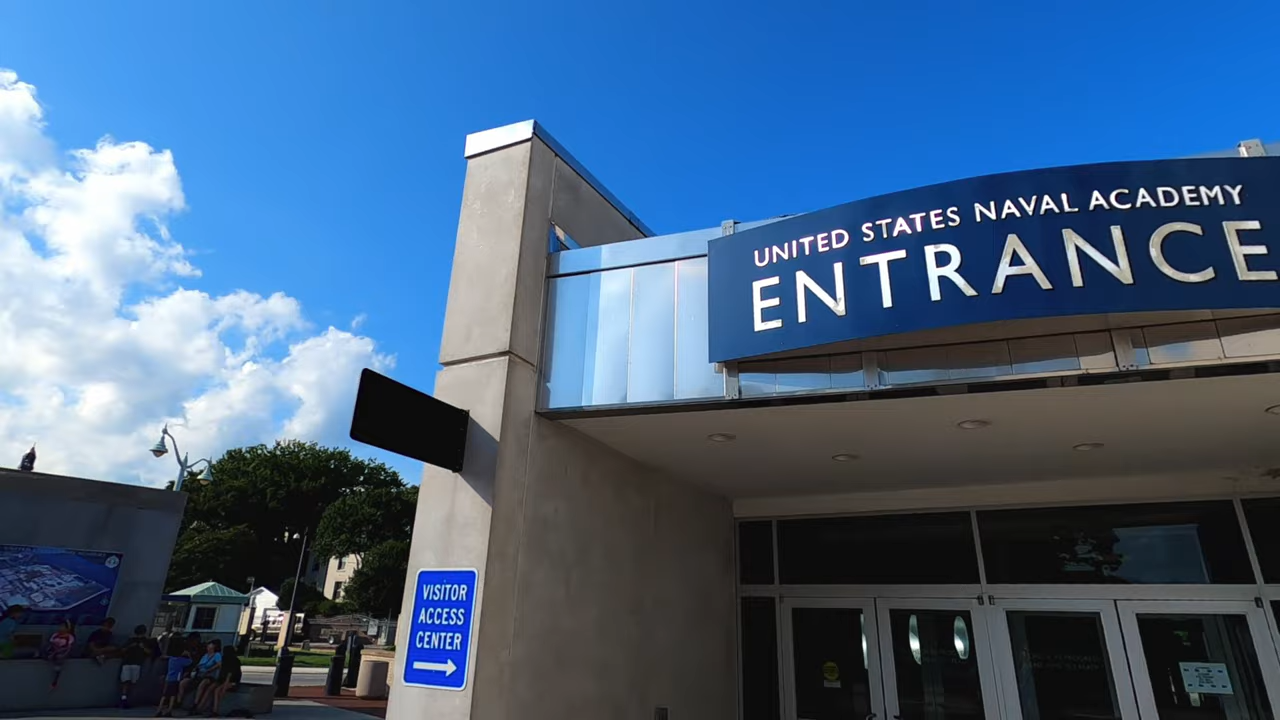 UNITED STATES NAVAL ACADEMY
ENTRANCE
VISITOR
ACCESS
CENTER